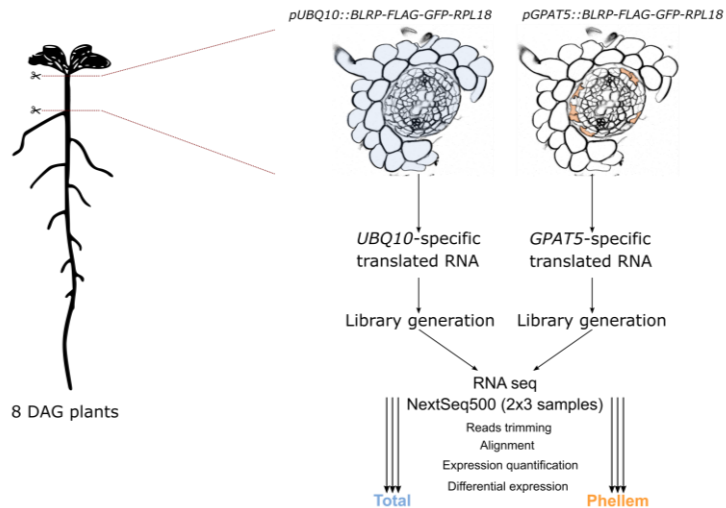 pUBQ10::BLRP-FLAG-GFP-RPL18
pGPAT5::BLRP-FLAG-GFP-RPL18
UBQ10-specific
translated RNA
GPAT5-specific
translated RNA
Library generation
Library generation
RNA seq
NextSeq500 (2x3 samples)
Reads trimming
Alignment
Expression quantification
Differential expression
Total
Phellem
8 DAG plants